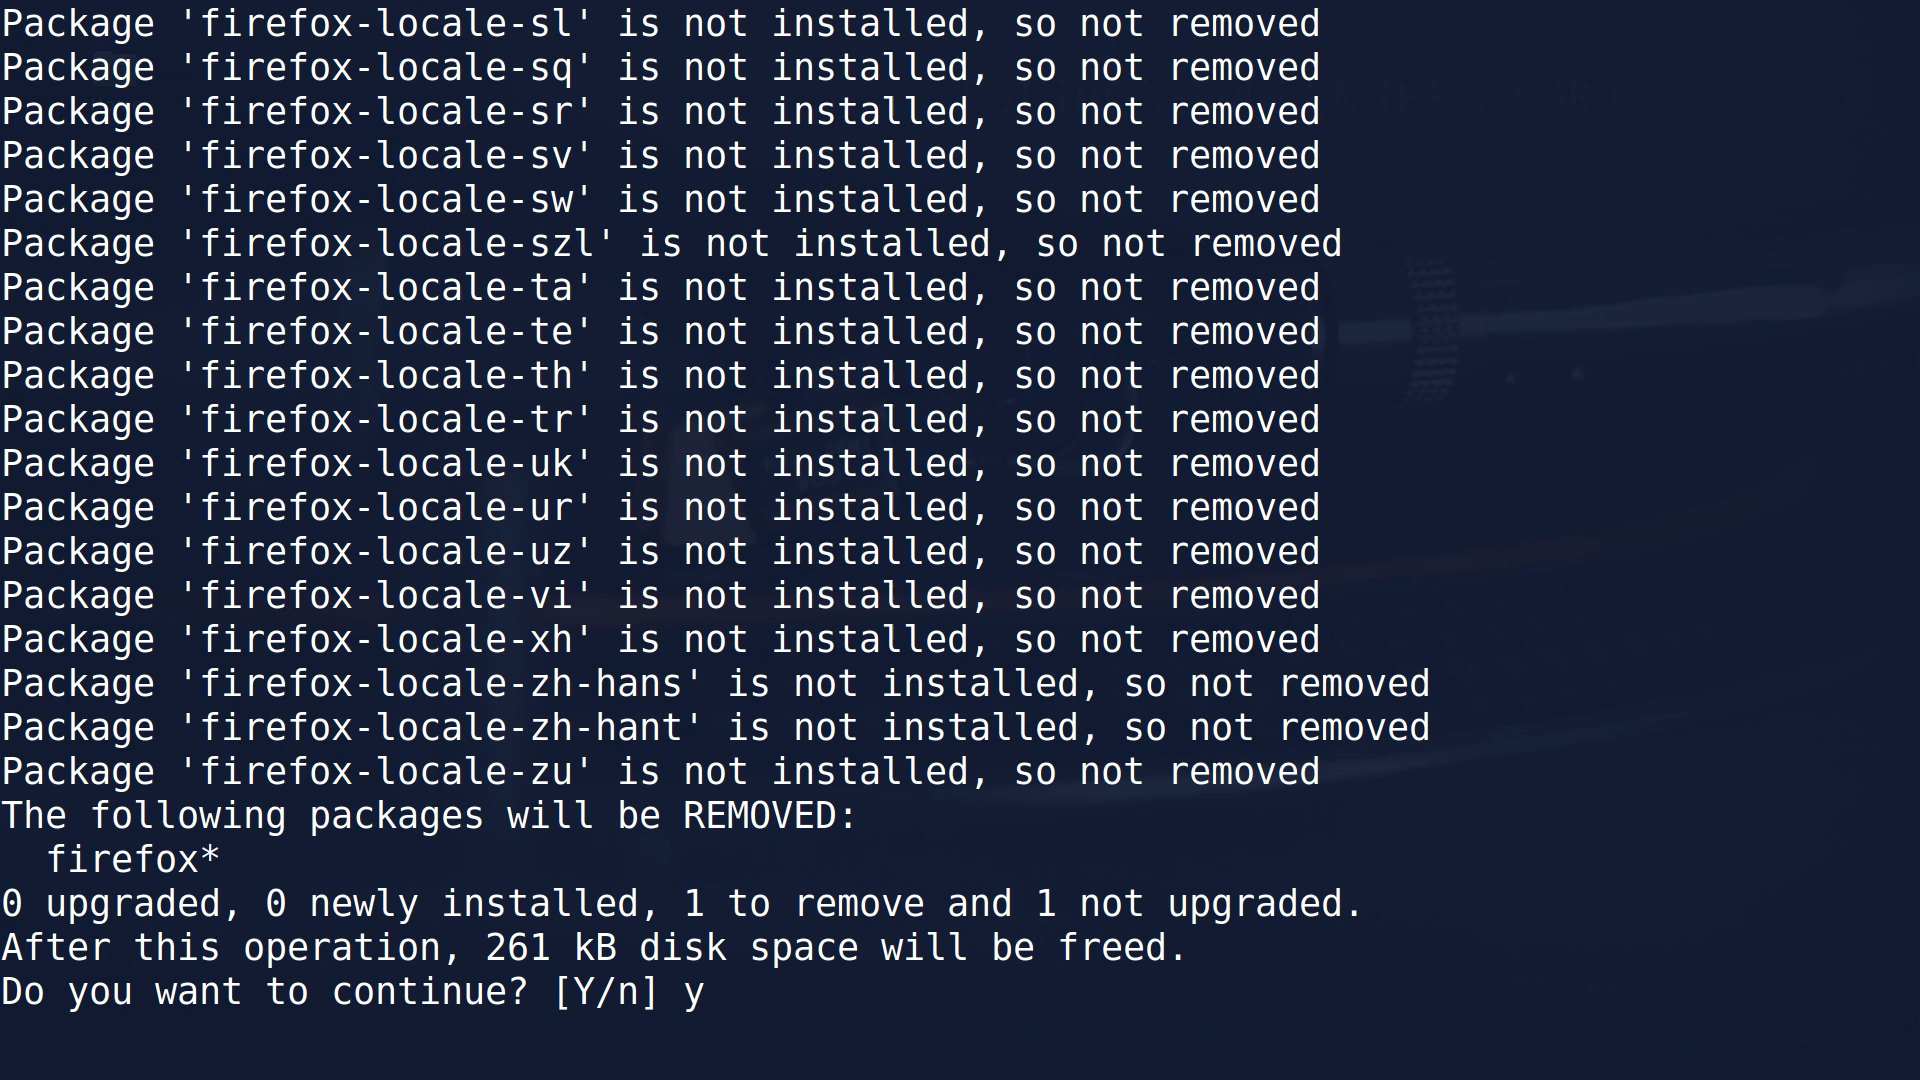 Package 'firefox-locale-sl' is not installed, so not removed
Package 'firefox-locale-sq' is not installed, so not removed
Package 'firefox-locale-sr' is not installed, so not removed
Package 'firefox-locale-sv' is not installed, so not removed
Package 'firefox-locale-sw' is not installed, so not removed
Package 'firefox-locale-szl' is not installed, so not removed
Package 'firefox-locale-ta' is not installed, so not removed
Package 'firefox-locale-te' is not installed, so not removed
Package 'firefox-locale-th' is not installed, so not removed
Package 'firefox-locale-tr' is not installed, so not removed
Package 'firefox-locale-uk' is not installed, so not removed
Package 'firefox-locale-ur' is not installed, so not removed
Package 'firefox-locale-uz' is not installed, so not removed
Package 'firefox-locale-vi' is not installed, so not removed
Package 'firefox-locale-xh' is not installed, so not removed
Package 'firefox-locale-zh-hans' is not installed, so not removed
Package 'firefox-locale-zh-hant' is not installed, so not removed
Package 'firefox-locale-zu' is not installed, so not removed
The following packages will be REMOVED:
  firefox*
0 upgraded, 0 newly installed, 1 to remove and 1 not upgraded.
After this operation, 261 kB disk space will be freed.
Do you want to continue? [Y/n] y